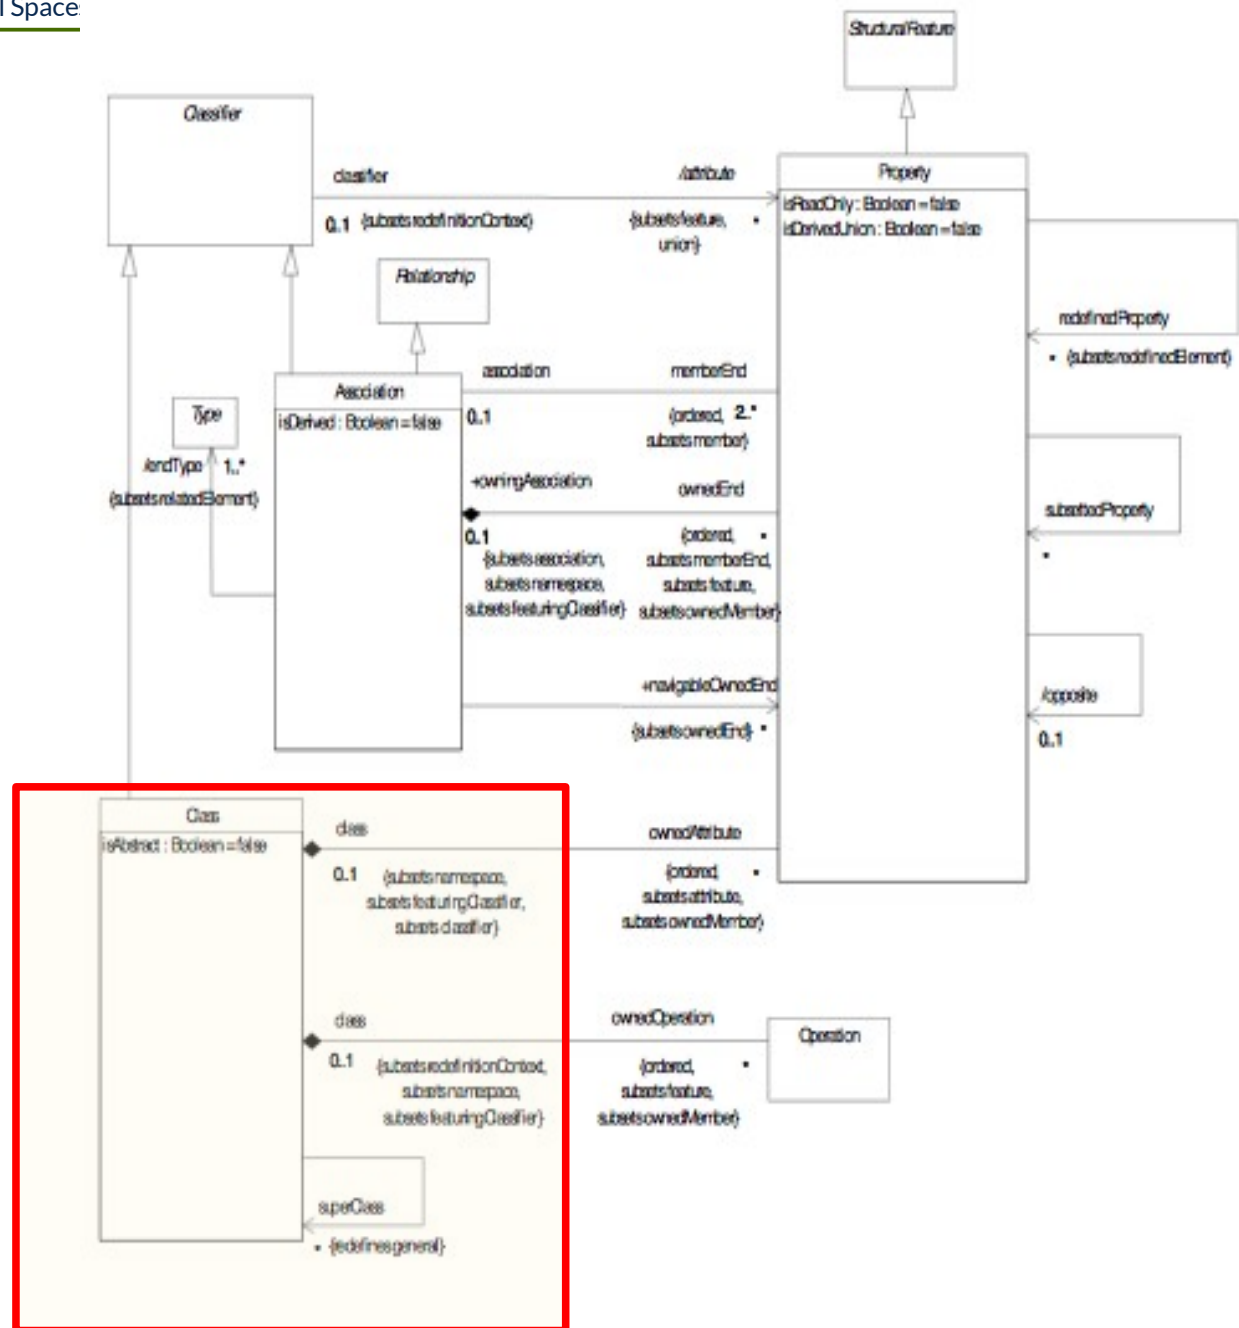 l Spaces
StructuralFeature
Classifier
Property
isReadOnly : Boolean = false
isDerivedUnion : Boolean = false
classifier
/attribute
0..1 {subsets redefinitionContext}
{subsets feature, *
union}
Relationship
redefinedProperty
* {subsets redefinedElement}
association
memberEnd
Association
isDerived : Boolean = false
0..1
{ordered, 2..*
subsets member}
Type
/endType 1..*
{subsets relatedElement}
+owningAssociation
ownedEnd
0..1
{subsets association,
subsets namespace,
subsets featuringClassifier}
{ordered, *
subsets memberEnd,
subsets feature,
subsets ownedMember}
subsettedProperty
*
+navigableOwnedEnd
{subsets ownedEnd} *
/opposite
0..1
Class
isAbstract : Boolean = false
class
ownedAttribute
0..1 {subsets namespace,
subsets featuringClassifier,
subsets classifier}
{ordered, *
subsets attribute,
subsets ownedMember}
class
ownedOperation
Operation
0..1 {subsets redefinitionContext,
subsets namespace,
subsets featuringClassifier}
{ordered, *
subsets feature,
subsets ownedMember}
superClass
* {redefines general}